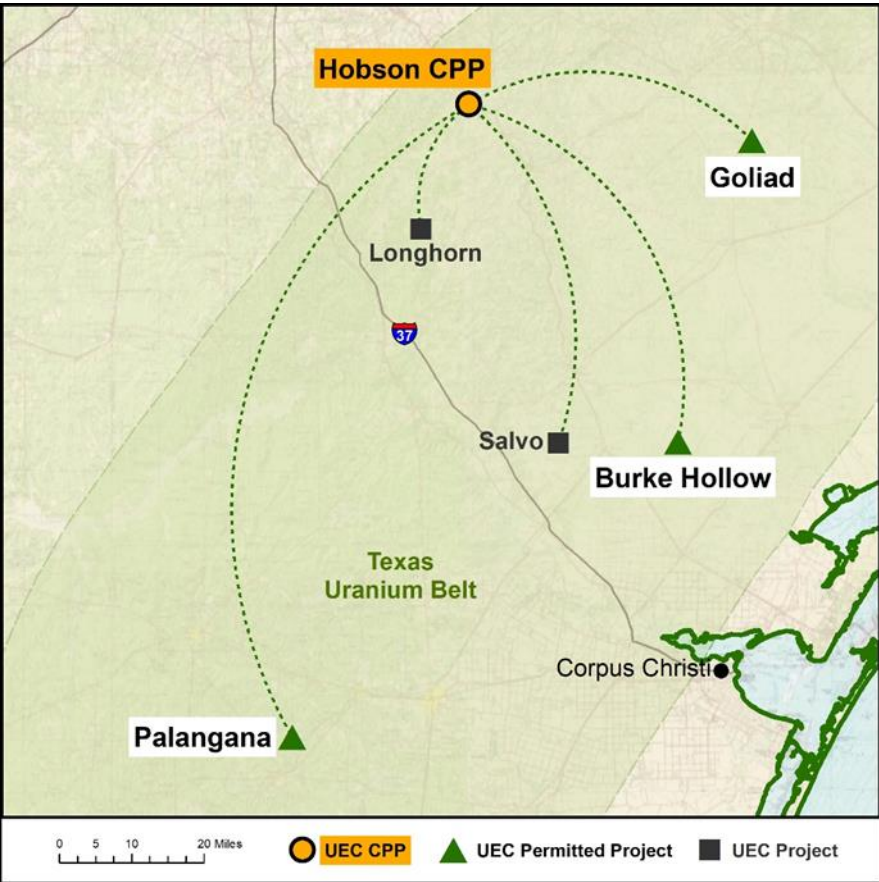 Hobson CPP
Goliad
Longhorn
37
Salvo
Burke Hollow
Texas
Uranium Belt
Corpus Christi
Palangana
0 5 10 20 Miles
UEC CPP
UEC Permitted Project
UEC Project